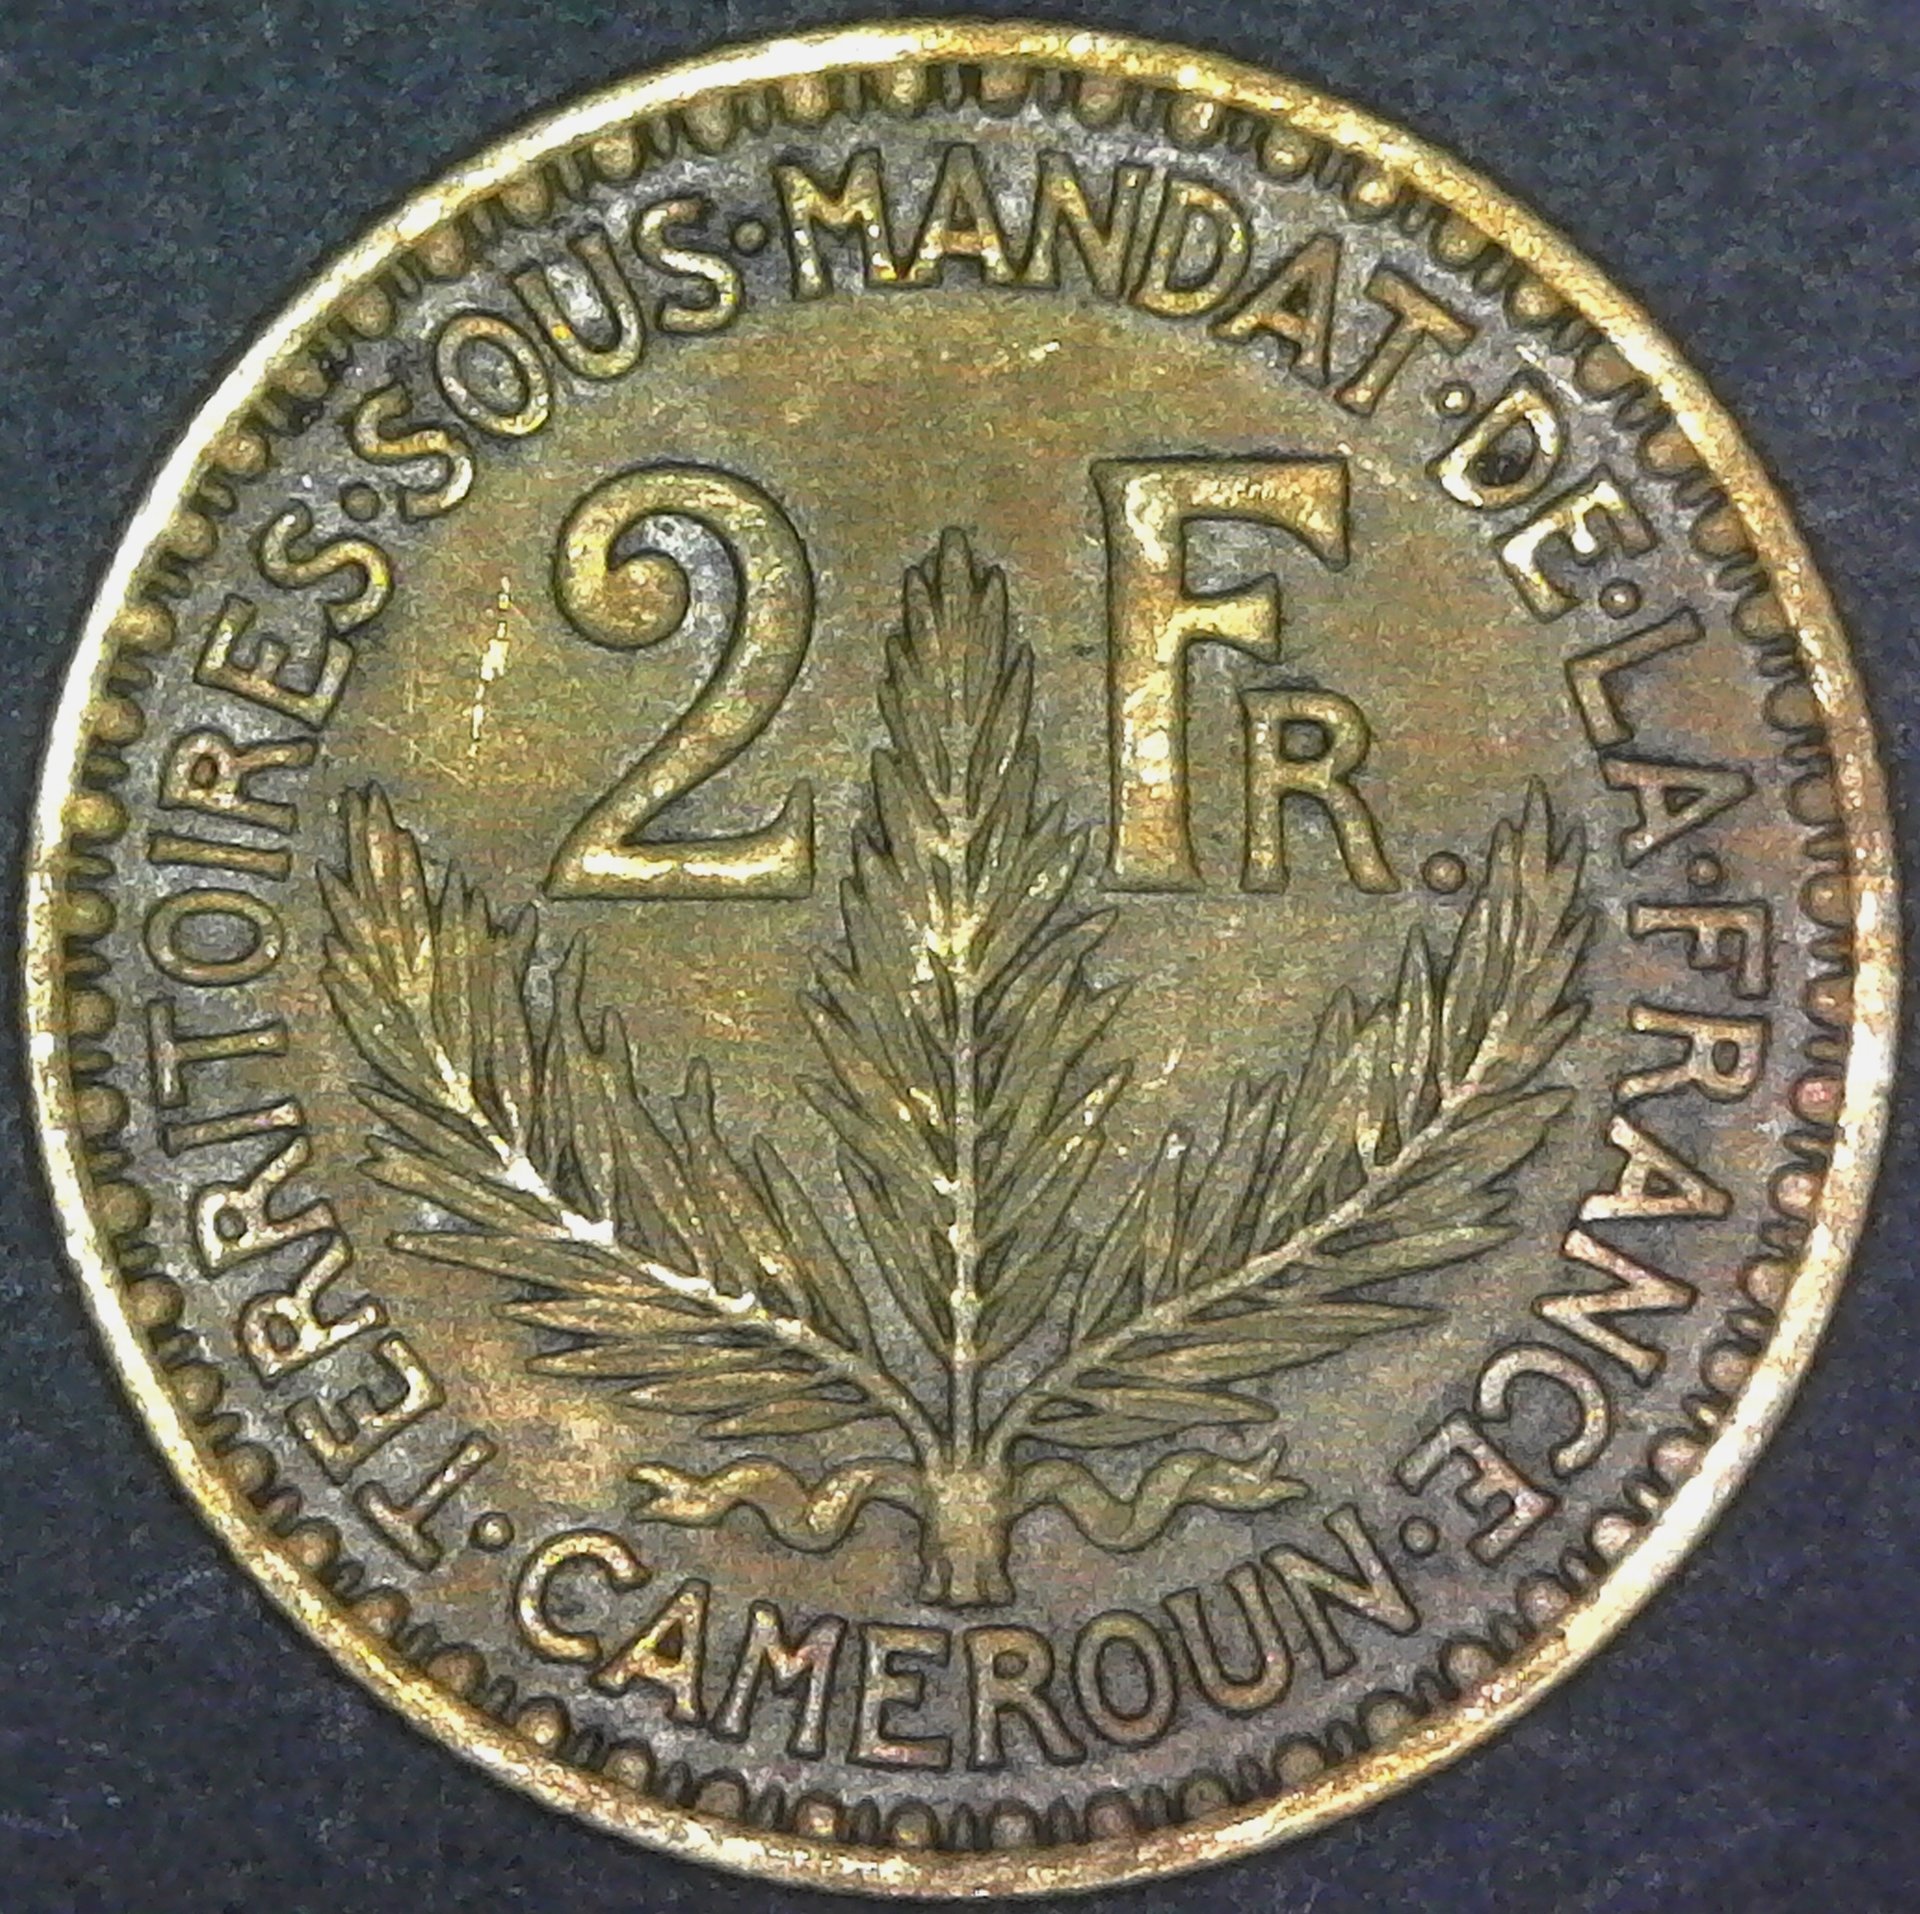 TERRITOIRES·SOUS·MANDAT·DE·LA·FRANCE
2 FR.
·CAMEROUN·